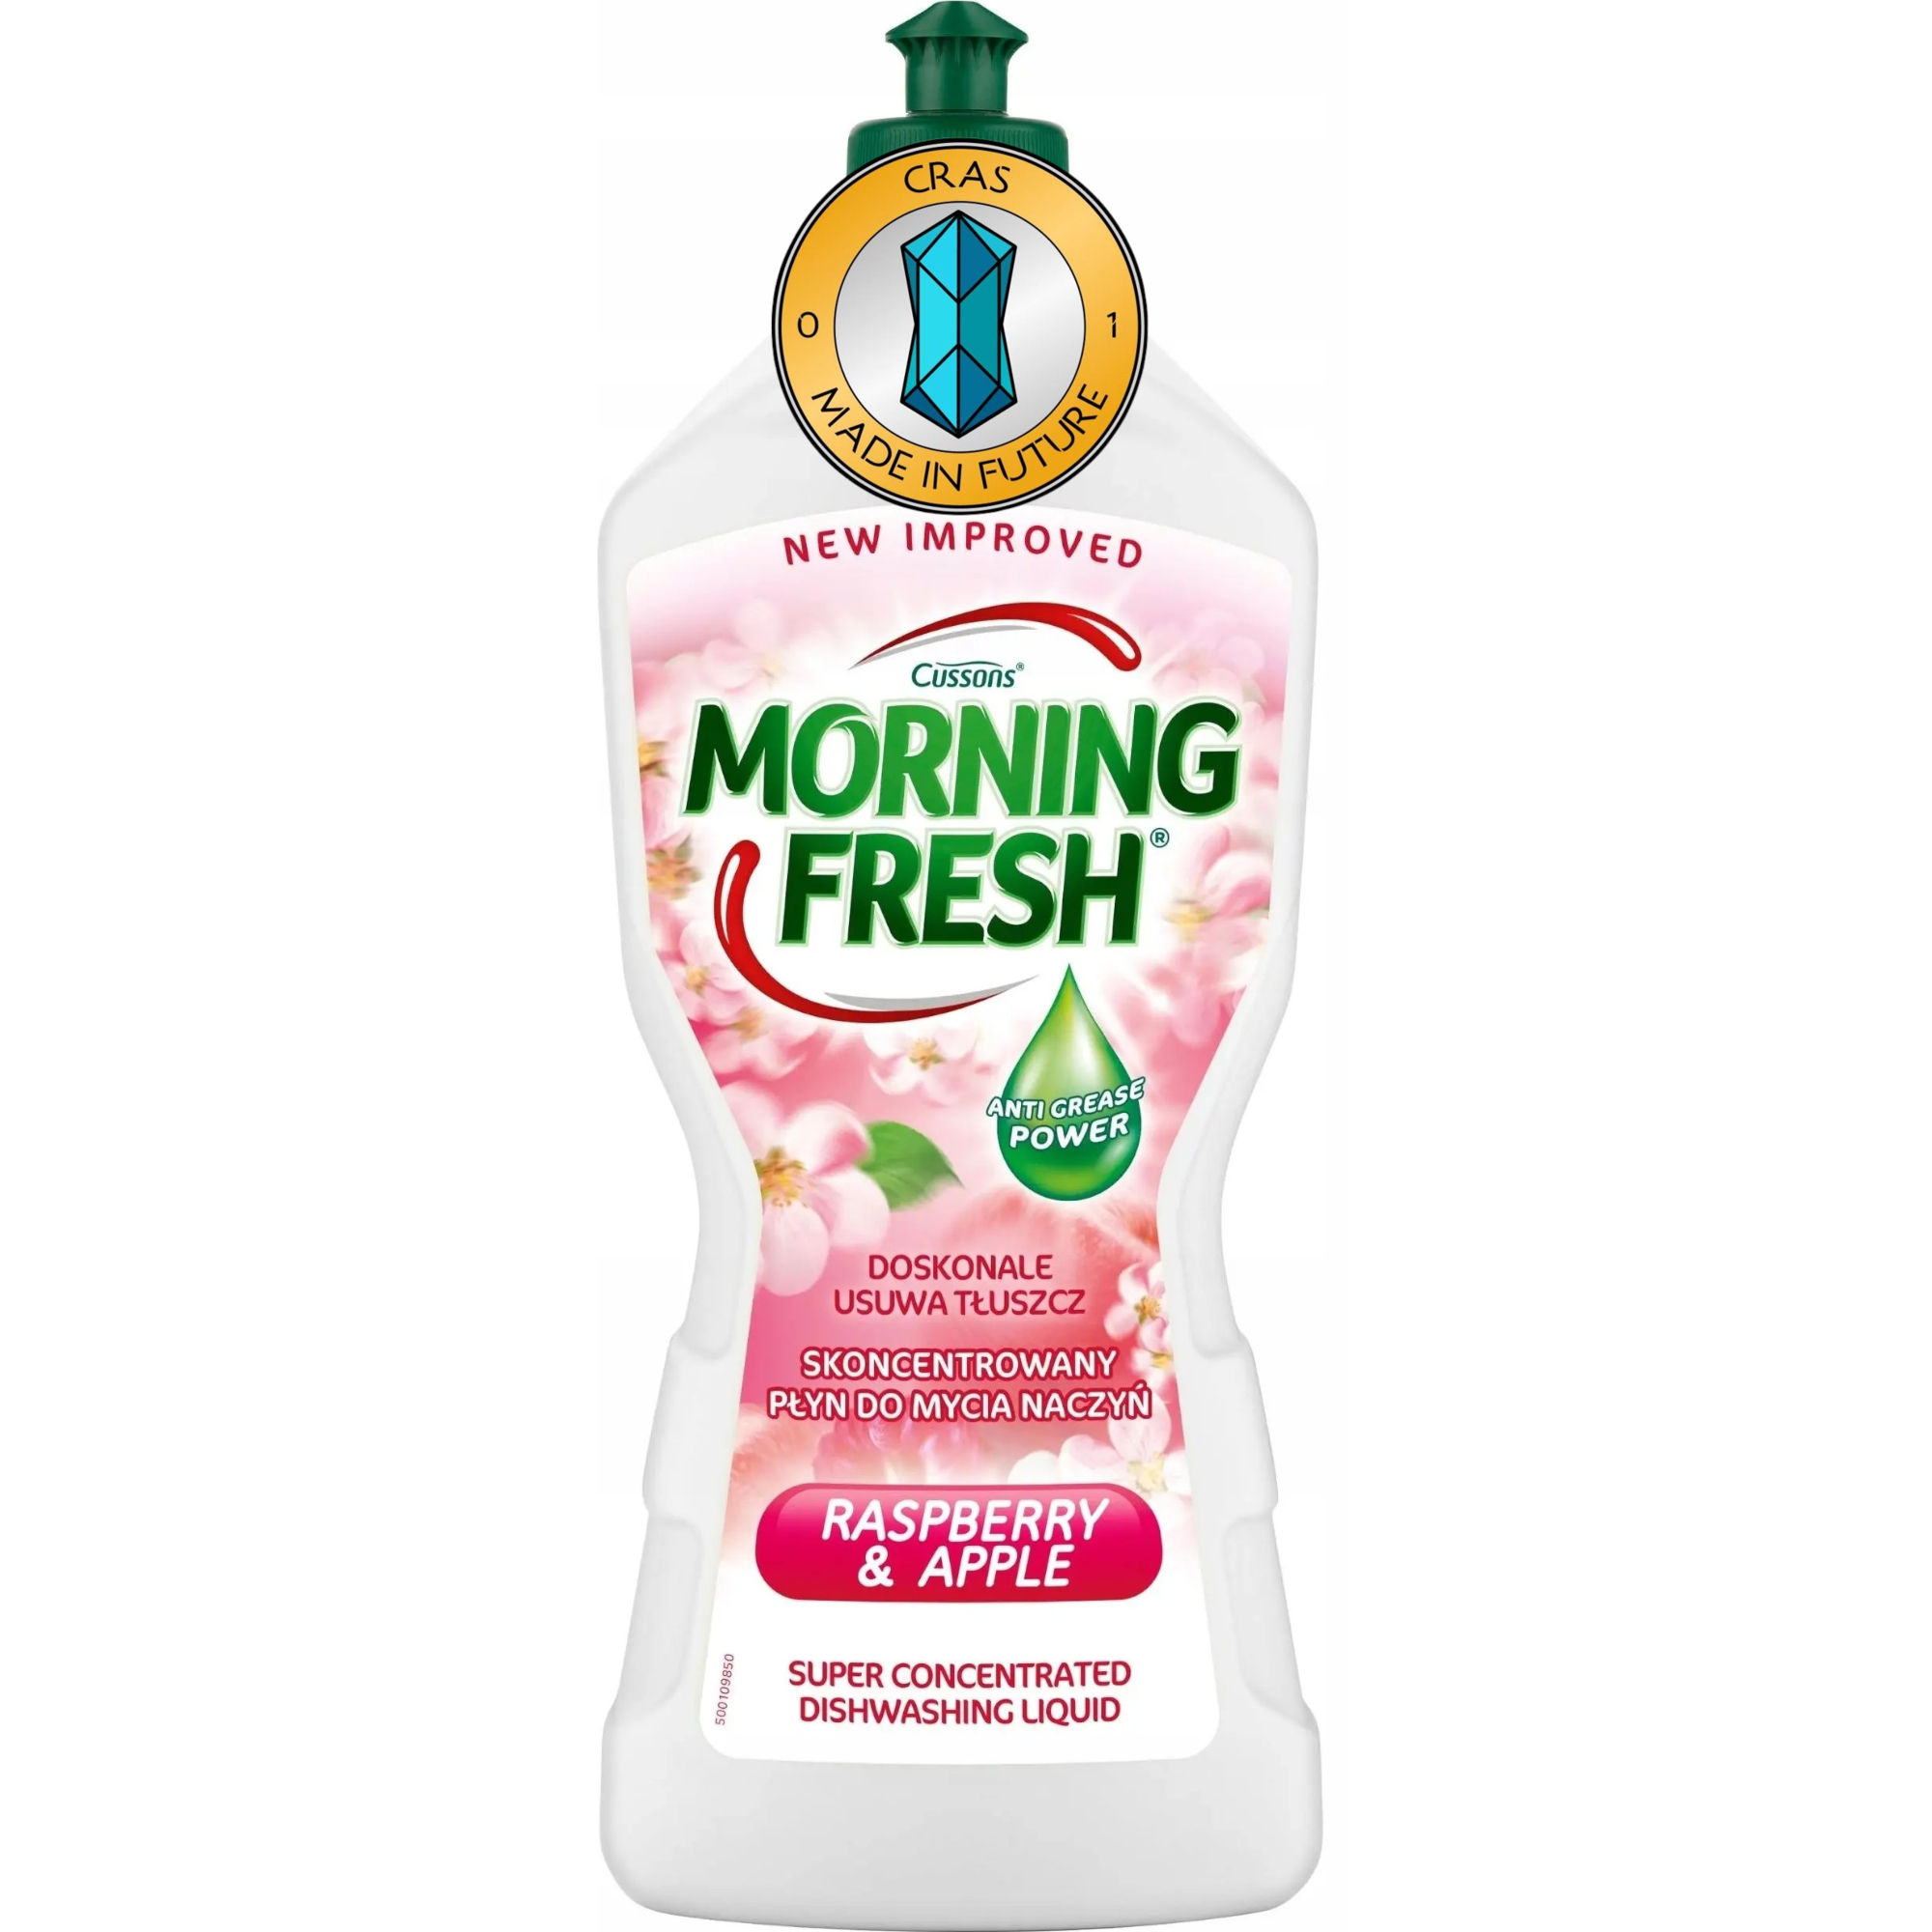 CRAS
0 1
MADE IN FUTURE
NEW IMPROVED
Cussons®
MORNING
FRESH®
ANTI GREASE
POWER
DOSKONALE
USUWA TŁUSZCZ
SKONCENTROWANY
PŁYN DO MYCIA NACZYŃ
RASPBERRY
& APPLE
SUPER CONCENTRATED
DISHWASHING LIQUID
500109850